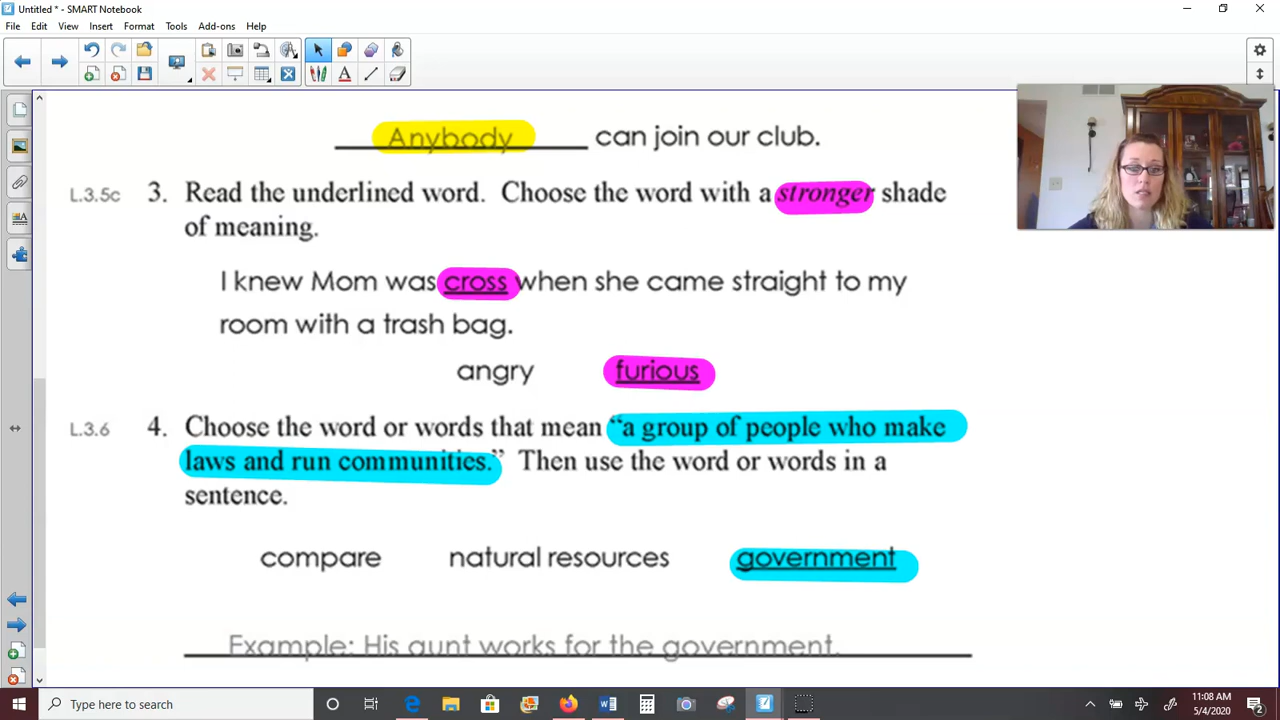 Untitled * - SMART Notebook
File Edit View Insert Format Tools Add-ons Help
Anybody can join our club.
L.3.5c 3. Read the underlined word. Choose the word with a stronger shade
of meaning.
I knew Mom was cross when she came straight to my
room with a trash bag.
angry furious
L.3.6 4. Choose the word or words that mean "a group of people who make
laws and run communities." Then use the word or words in a
sentence.
compare natural resources government
Example: His aunt works for the government.
Type here to search
11:08 AM
5/4/2020
2